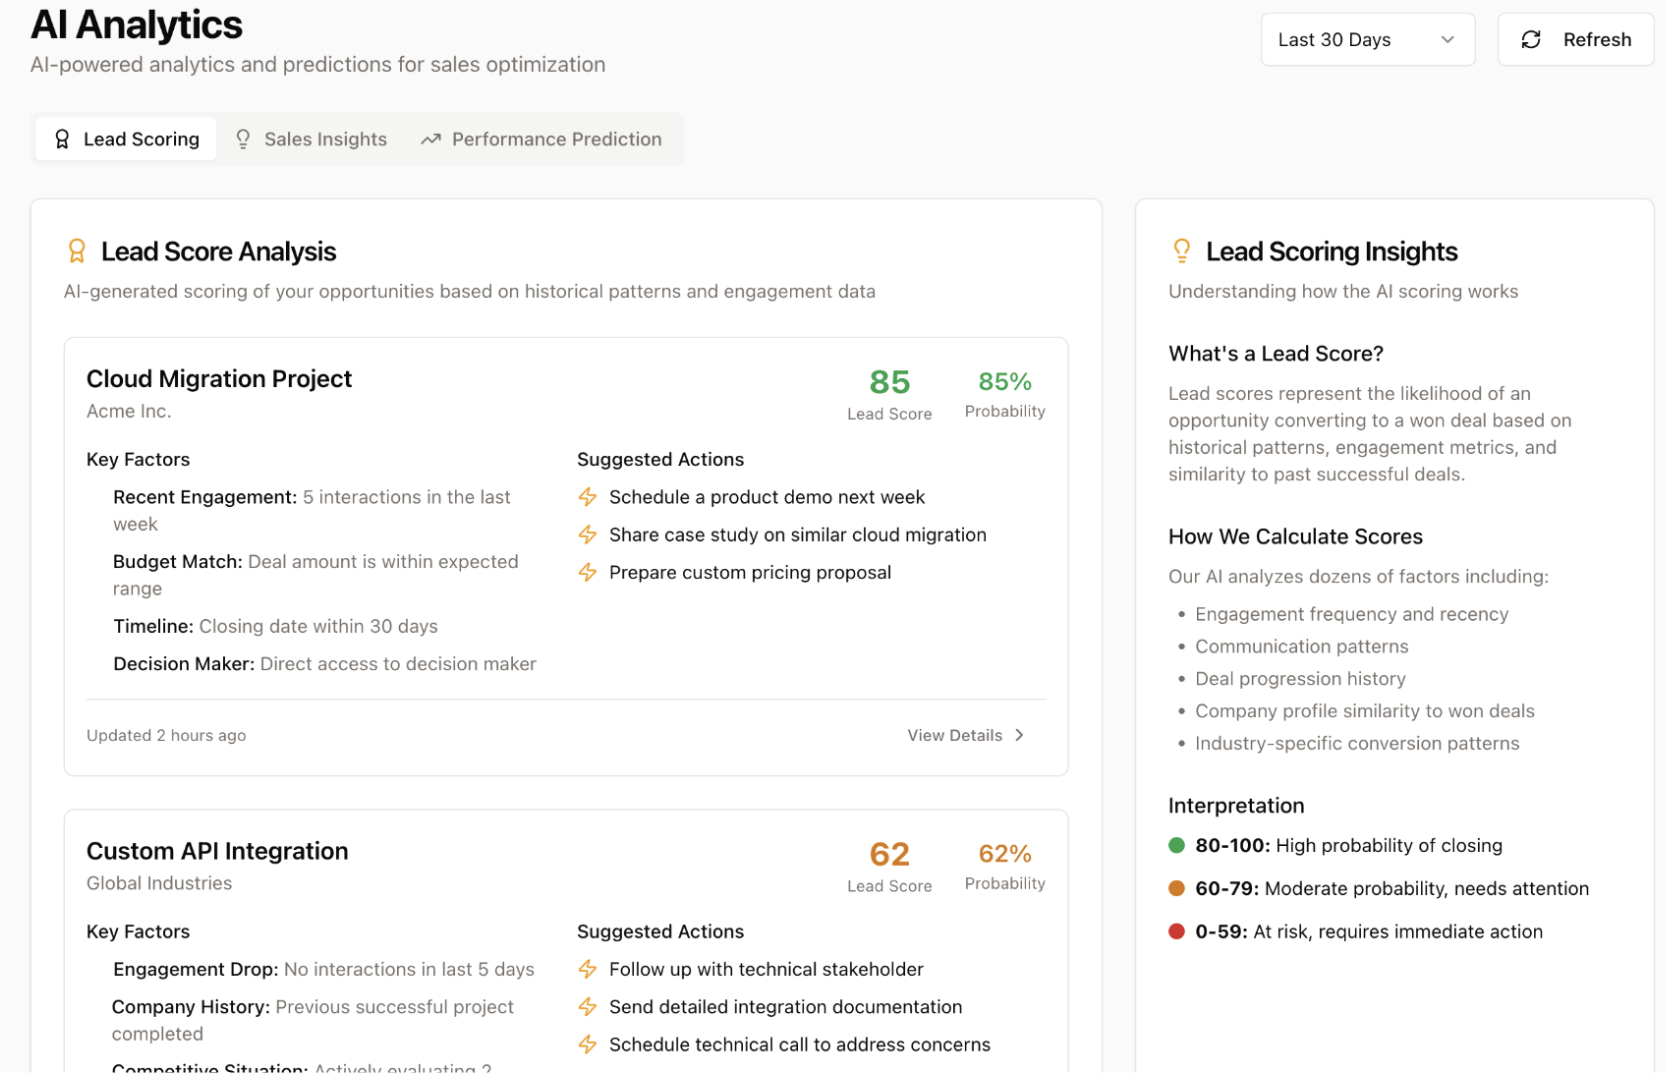 AI Analytics
AI-powered analytics and predictions for sales optimization
Last 30 Days
Refresh
Lead Scoring
Sales Insights
Performance Prediction
Lead Score Analysis
AI-generated scoring of your opportunities based on historical patterns and engagement data
Cloud Migration Project
Acme Inc.
85
Lead Score
85%
Probability
Key Factors
Recent Engagement: 5 interactions in the last
week
Budget Match: Deal amount is within expected
range
Timeline: Closing date within 30 days
Decision Maker: Direct access to decision maker
Suggested Actions
Schedule a product demo next week
Share case study on similar cloud migration
Prepare custom pricing proposal
Updated 2 hours ago
View Details
Custom API Integration
Global Industries
62
Lead Score
62%
Probability
Key Factors
Engagement Drop: No interactions in last 5 days
Company History: Previous successful project
completed
Competitive Situation: Actively evaluating 2
Suggested Actions
Follow up with technical stakeholder
Send detailed integration documentation
Schedule technical call to address concerns
Lead Scoring Insights
Understanding how the AI scoring works
What's a Lead Score?
Lead scores represent the likelihood of an
opportunity converting to a won deal based on
historical patterns, engagement metrics, and
similarity to past successful deals.
How We Calculate Scores
Our AI analyzes dozens of factors including:
• Engagement frequency and recency
• Communication patterns
• Deal progression history
• Company profile similarity to won deals
• Industry-specific conversion patterns
Interpretation
80-100: High probability of closing
60-79: Moderate probability, needs attention
0-59: At risk, requires immediate action